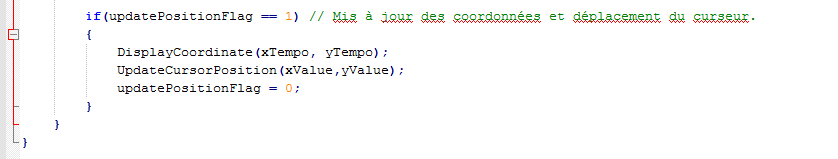 if(updatePositionFlag == 1) // Mis à jour des coordonnées et déplacement du curseur.
{
DisplayCoordinate(xTempo, yTempo);
UpdateCursorPosition(xValue,yValue);
updatePositionFlag = 0;
}
}
}